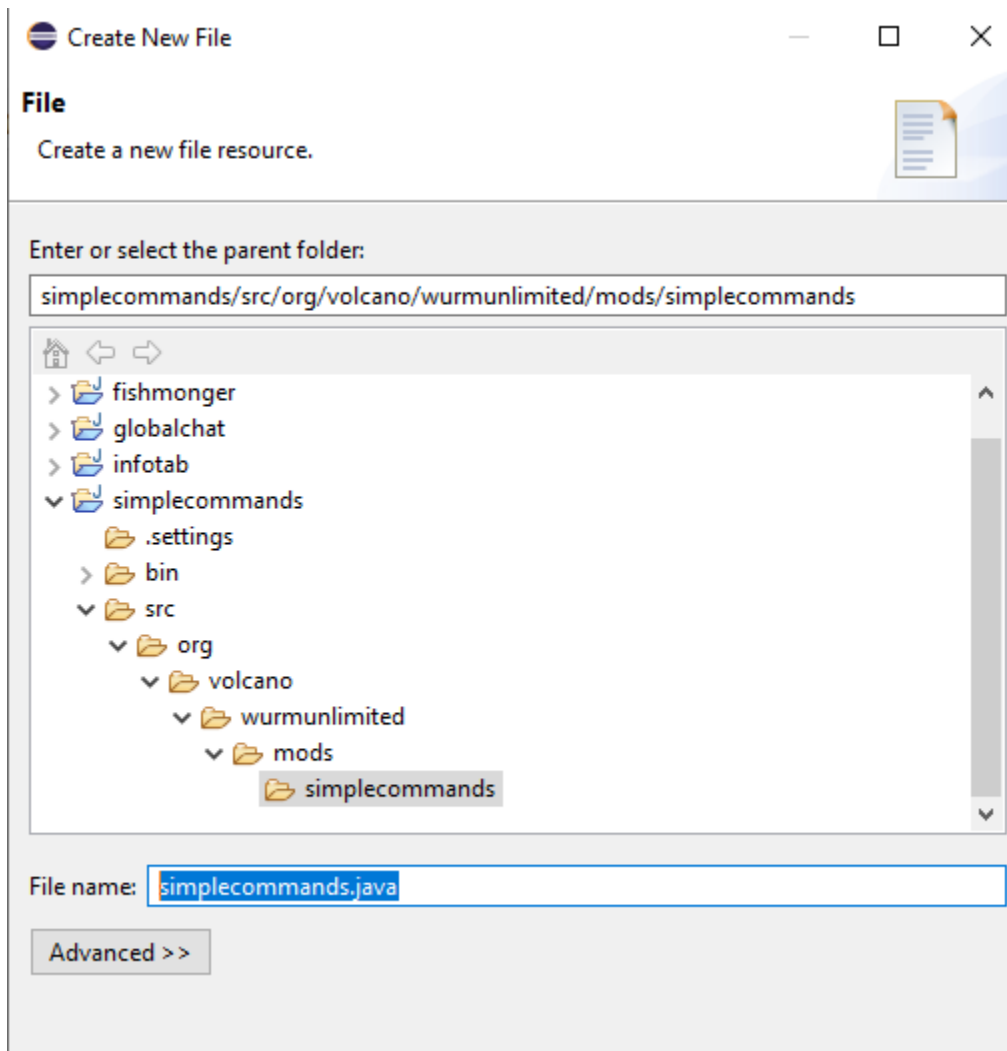 Create New File
File
Create a new file resource.
Enter or select the parent folder:
simplecommands/src/org/volcano/wurmunlimited/mods/simplecommands
fishmonger
globalchat
infotab
simplecommands
.settings
bin
src
org
volcano
wurmunlimited
mods
simplecommands
File name: simplecommands.java
Advanced >>